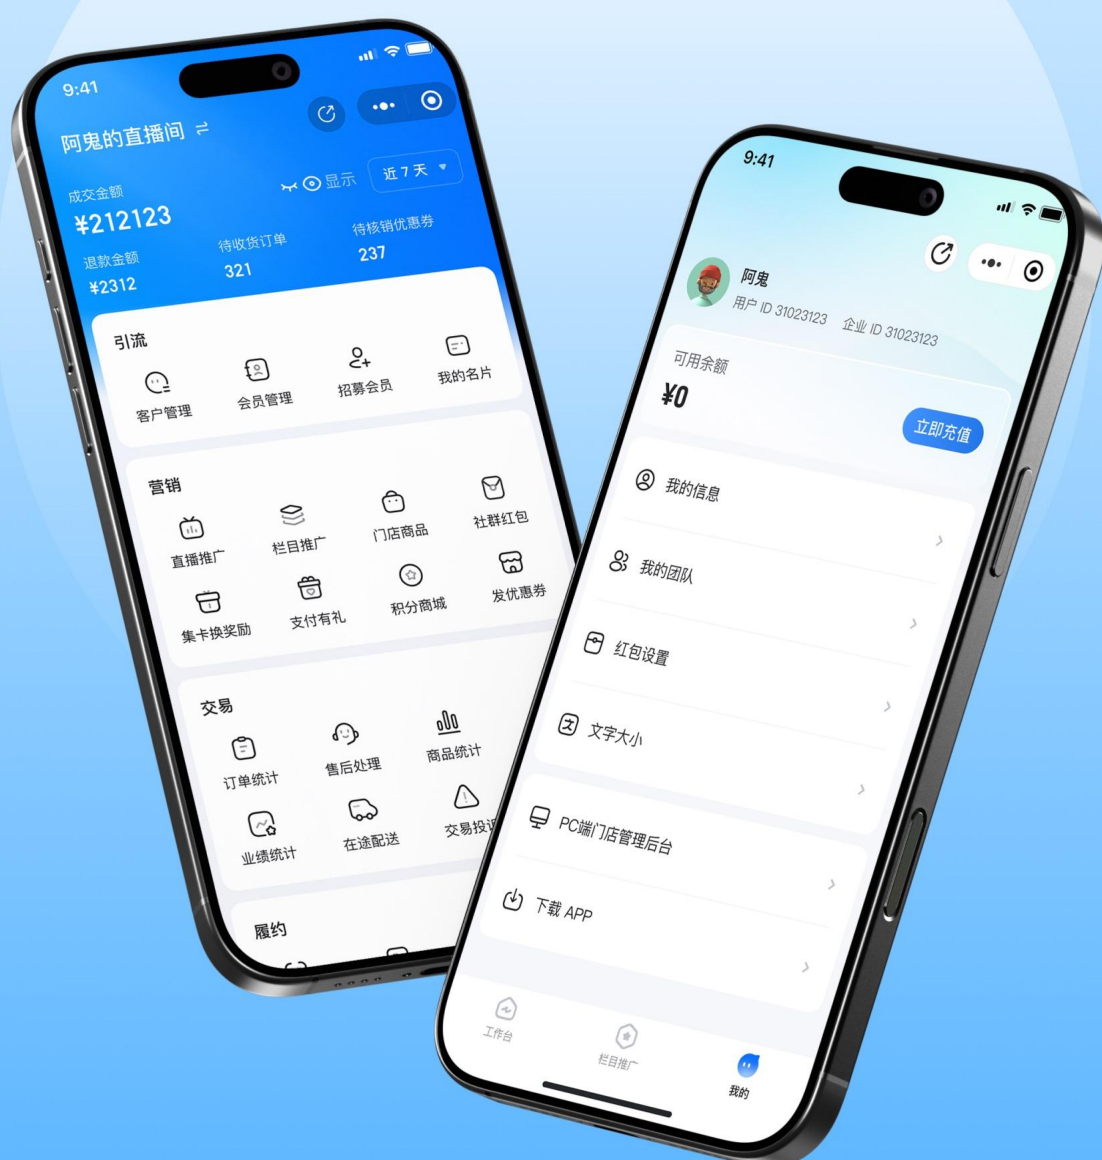 9:41
阿鬼的直播间
成交金额
显示
近 7 天
¥212123
退款金额
待收货订单
待核销优惠券
¥2312
321
237
引流
客户管理
会员管理
招募会员
我的名片
营销
直播推广
栏目推广
门店商品
社群红包
集卡换奖励
支付有礼
积分商城
发优惠券
交易
订单统计
售后处理
商品统计
业绩统计
在途配送
交易投诉
履约
9:41
阿鬼
用户 ID 31023123 企业 ID 31023123
可用余额
¥0
立即充值
我的信息
我的团队
红包设置
文字大小
PC端门店管理后台
下载 APP
工作台
栏目推广
我的